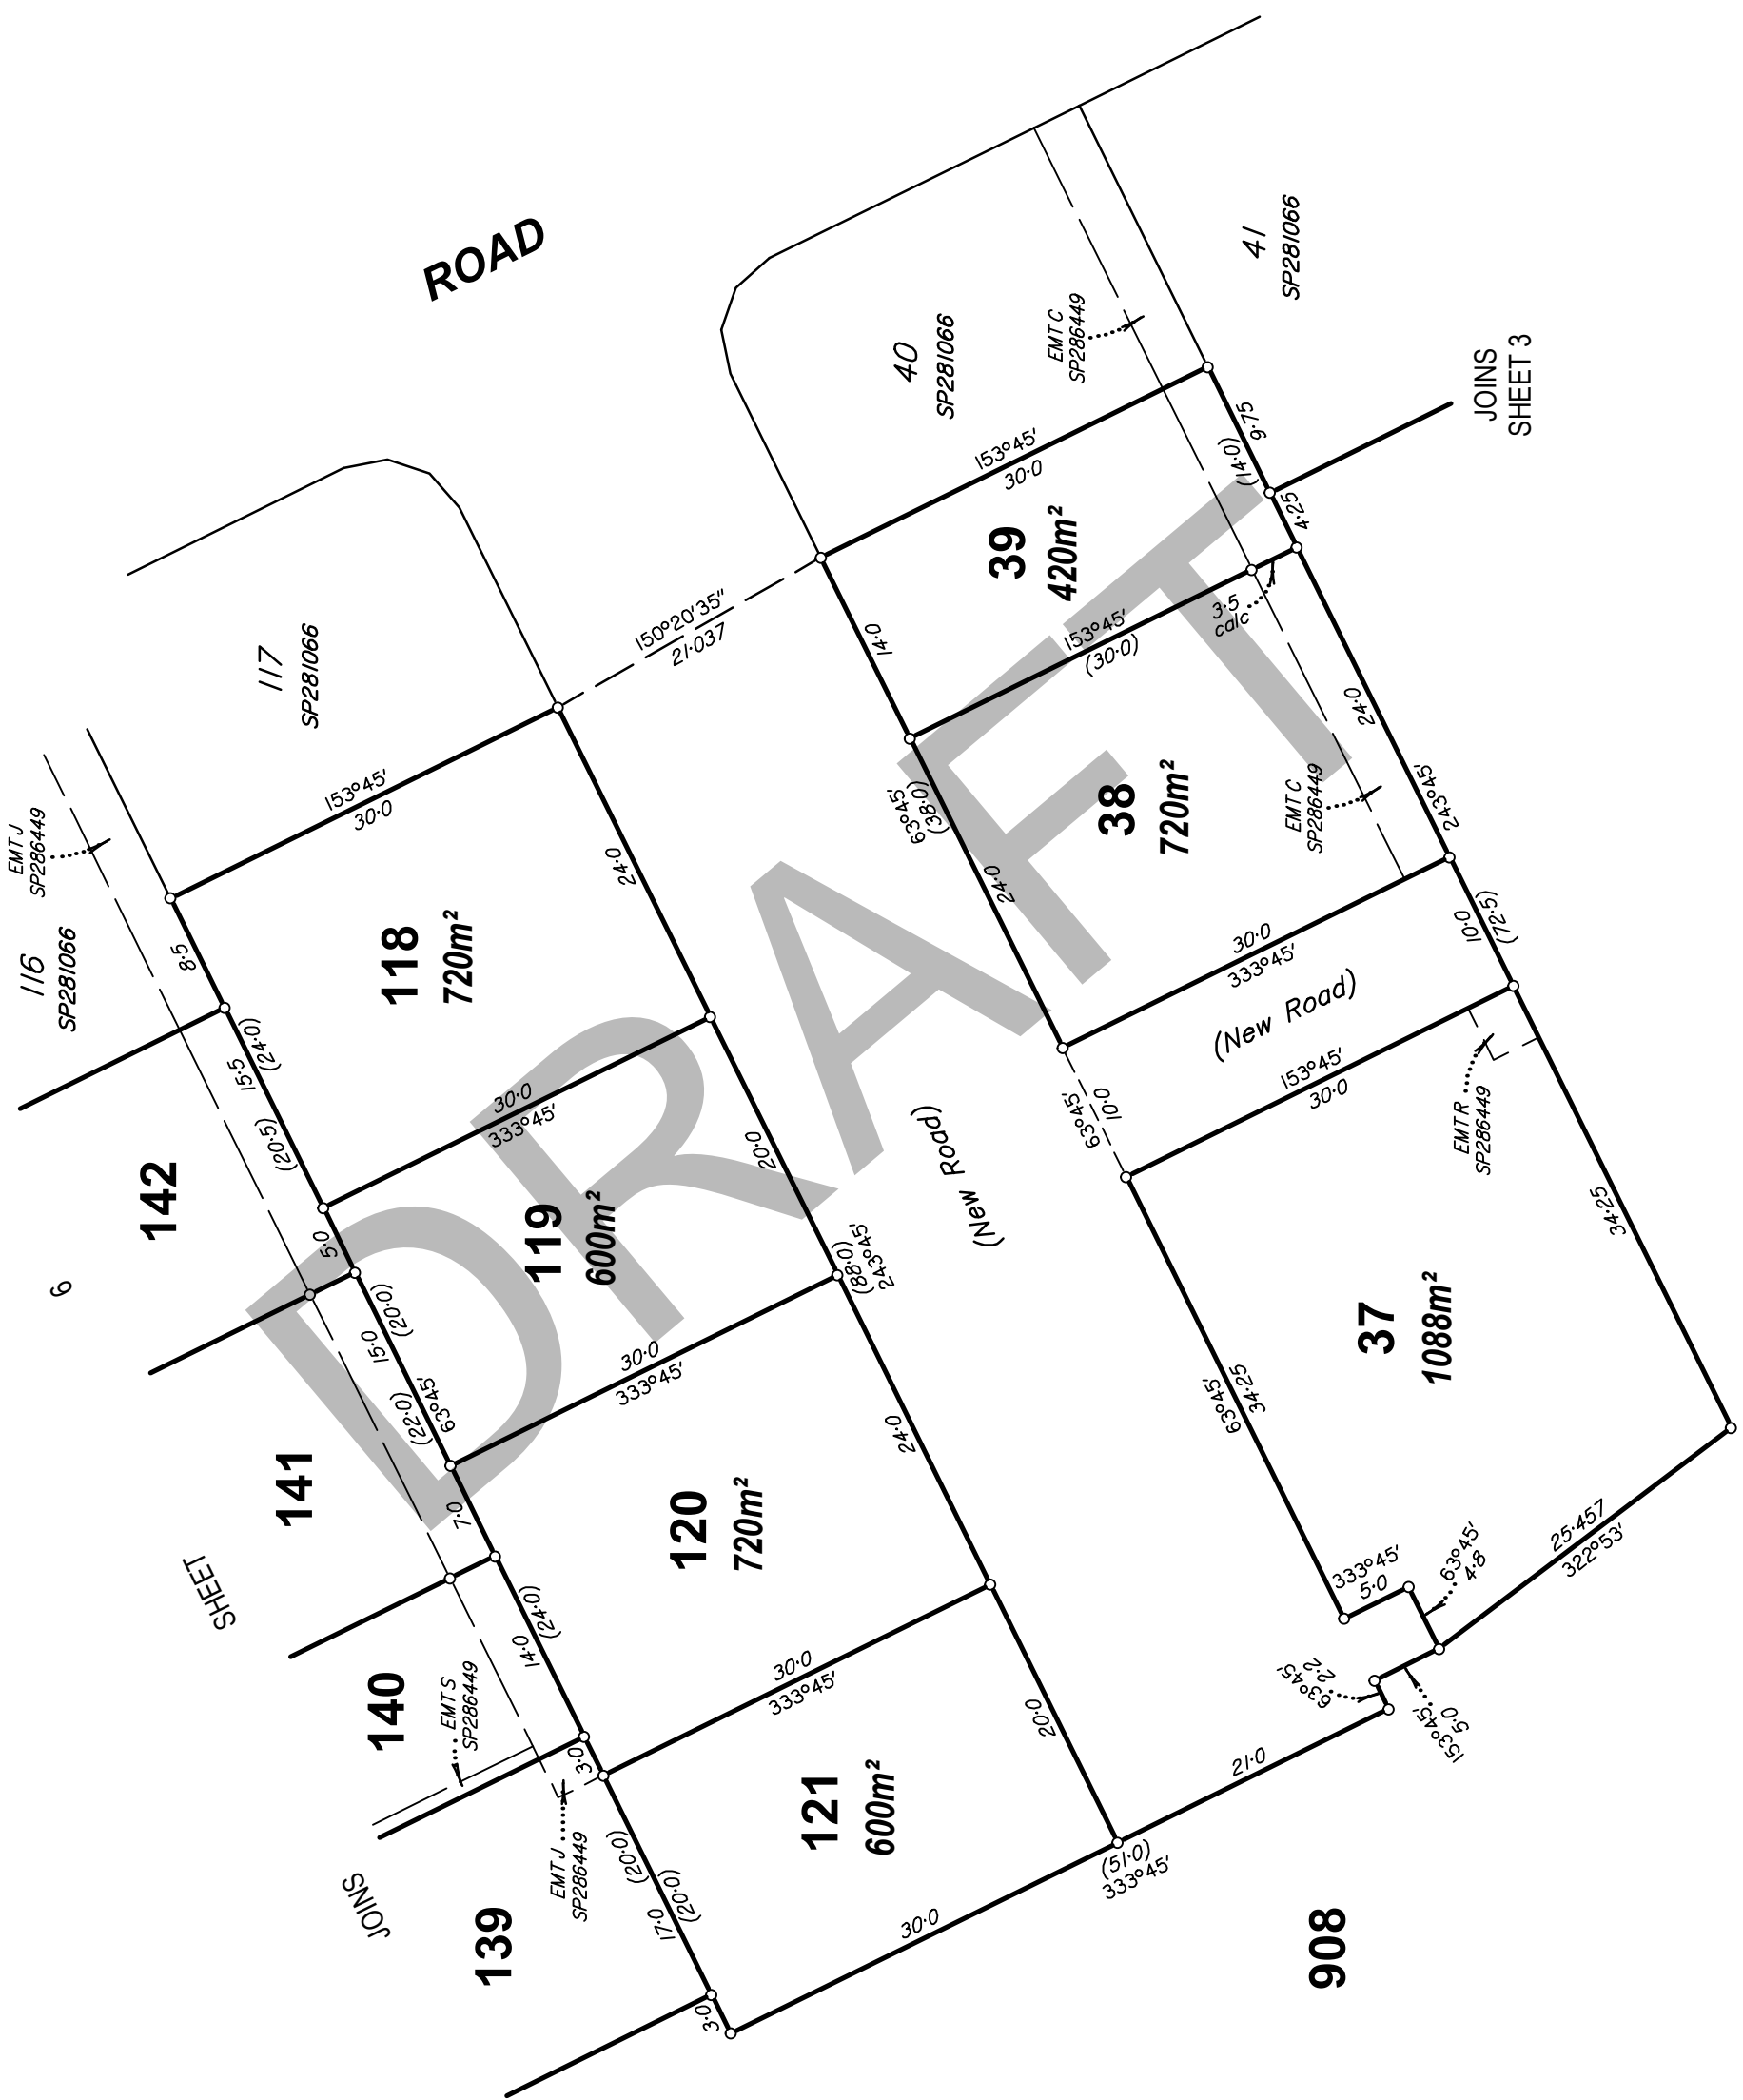 ROAD
117
SP281066
EMT J
SP286449
116
SP281066
8·5
153°45′
30·0
118
720m²
24·0
150°20′35″
21·037
40
SP281066
EMT C
SP286449
41
SP281066
JOINS
SHEET 3
153°45′
30·0
(14·0)
9·75
4·25
39
420m²
14·0
153°45′
(30·0)
3·5
calc
24·0
38
720m²
63°45′
(38·0)
24·0
EMT C
SP286449
243°45′
30·0
333°45′
10·0
(72·5)
(New Road)
63°45′
10·0
(New Road)
153°45′
30·0
EMT R
SP286449
34·25
37
1088m²
63°45′
34·25
333°45′
5·0
63°45′
4·8
25·457
322°53′
63°45′
2·2
153°45′
5·0
21·0
(51·0)
333°45′
908
142
15·5
(24·0)
(20·5)
30·0
333°45′
20·0
5·0
119
600m²
6
15·0
(20·0)
(22·0)
63°45′
30·0
333°45′
(88·0)
243°45′
24·0
141
7·0
120
720m²
SHEET
14·0
(24·0)
140
EMT S
SP286449
30·0
333°45′
20·0
3·0
121
600m²
JOINS
139
EMT J
SP286449
(20·0)
17·0
(20·0)
30·0
3·0
DRAFT